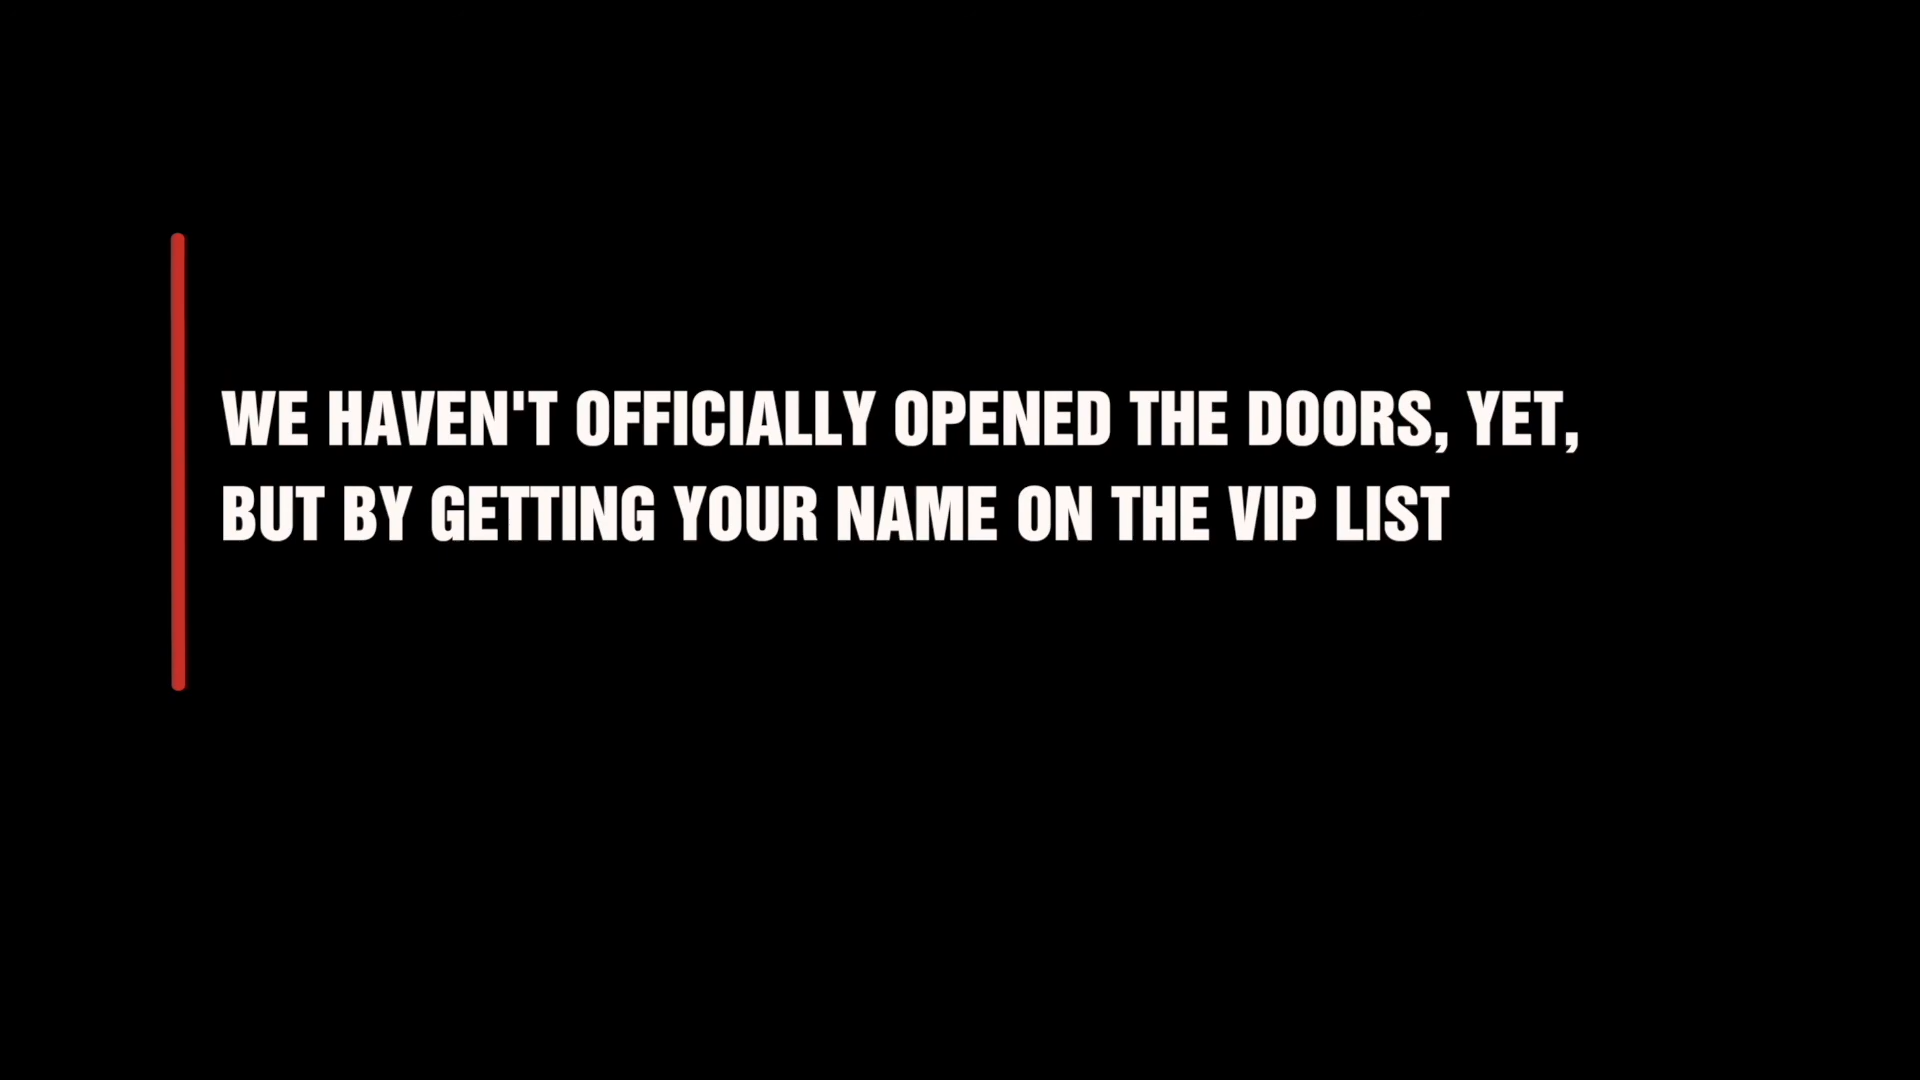 WE HAVEN'T OFFICIALLY OPENED THE DOORS, YET,
BUT BY GETTING YOUR NAME ON THE VIP LIST